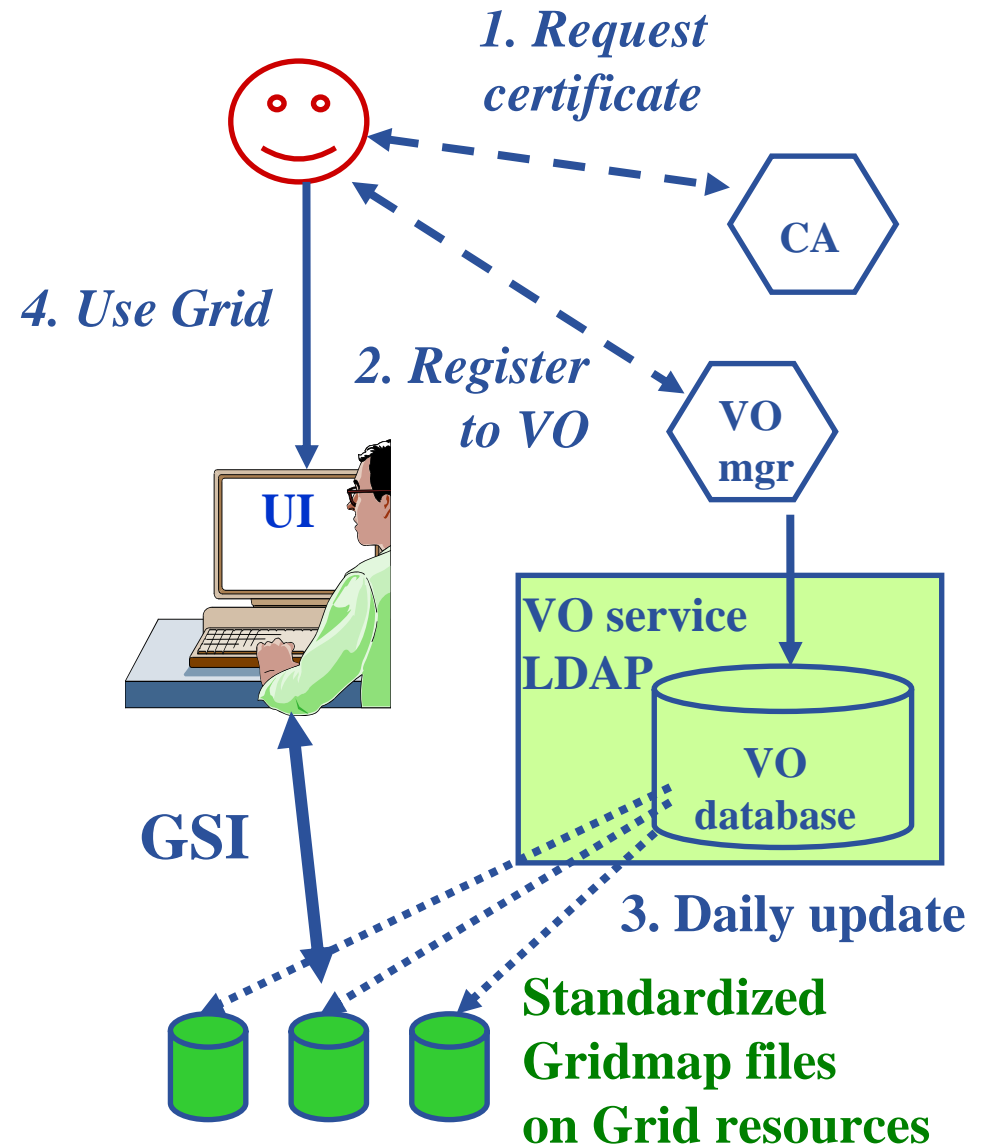 1. Request
certificate
CA
4. Use Grid
2. Register
to VO
VO
mgr
UI
VO service
LDAP
VO
database
GSI
3. Daily update
Standardized
Gridmap files
on Grid resources